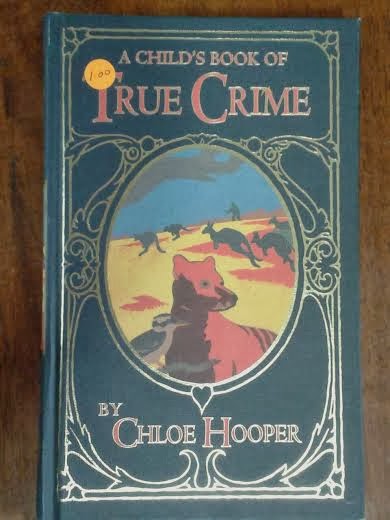 A CHILD'S BOOK OF
1.00
TRUE CRIME
BY
CHLOE HOOPER